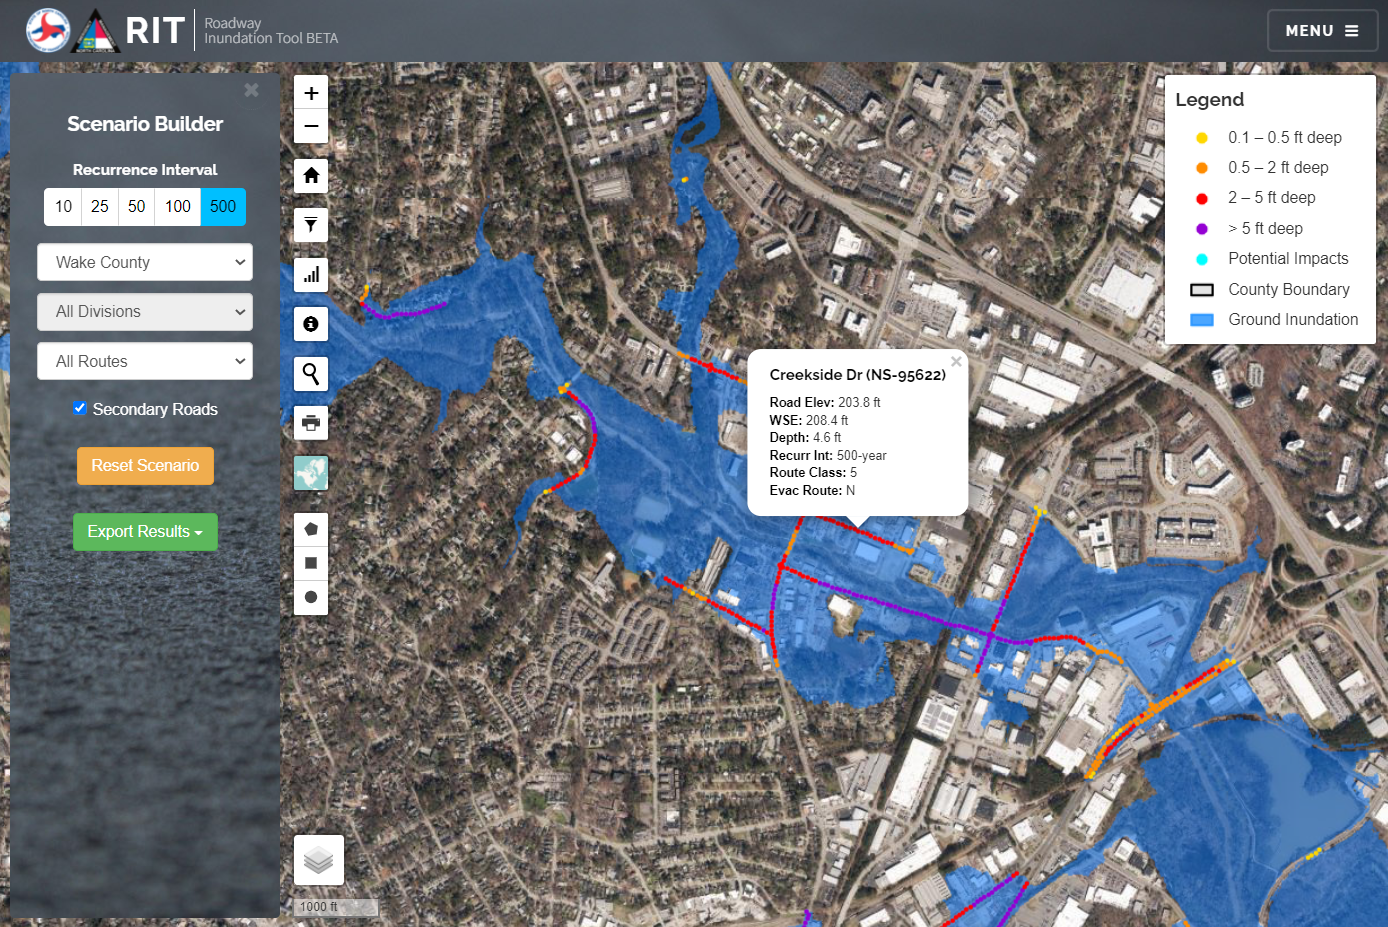 RIT
Roadway
Inundation Tool BETA
MENU
Scenario Builder
Recurrence Interval
10 25 50 100 500
Wake County
All Divisions
All Routes
Secondary Roads
Reset Scenario
Export Results
1000 ft
Creekside Dr (NS-95622)
Road Elev: 203.8 ft
WSE: 208.4 ft
Depth: 4.6 ft
Recurr Int: 500-year
Route Class: 5
Evac Route: N
Legend
0.1 – 0.5 ft deep
0.5 – 2 ft deep
2 – 5 ft deep
> 5 ft deep
Potential Impacts
County Boundary
Ground Inundation